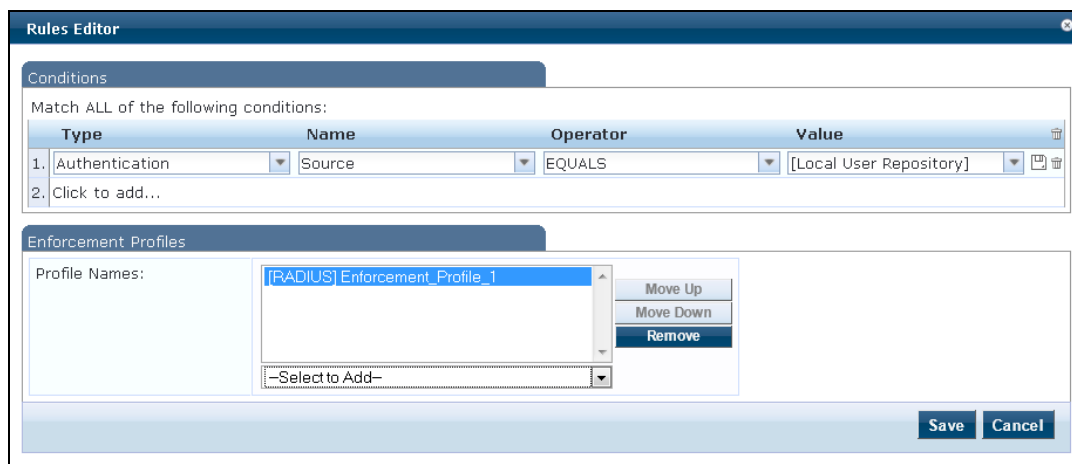 Rules Editor
Conditions
Match ALL of the following conditions:
Type Name Operator Value
1. Authentication Source EQUALS [Local User Repository]
2. Click to add...
Enforcement Profiles
Profile Names:
[RADIUS] Enforcement_Profile_1
Move Up
Move Down
Remove
--Select to Add--
Save Cancel